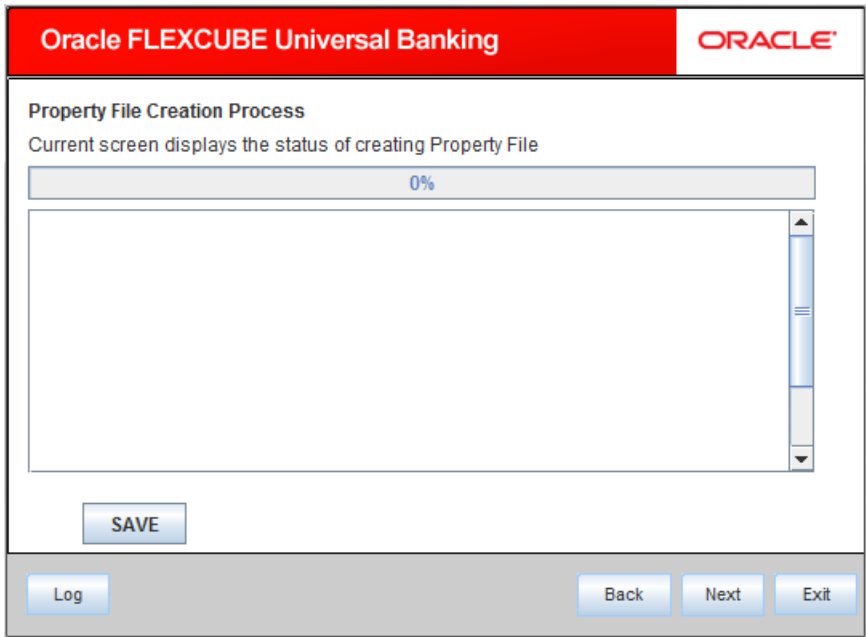 Oracle FLEXCUBE Universal Banking
ORACLE
Property File Creation Process
Current screen displays the status of creating Property File
0%
SAVE
Log
Back
Next
Exit